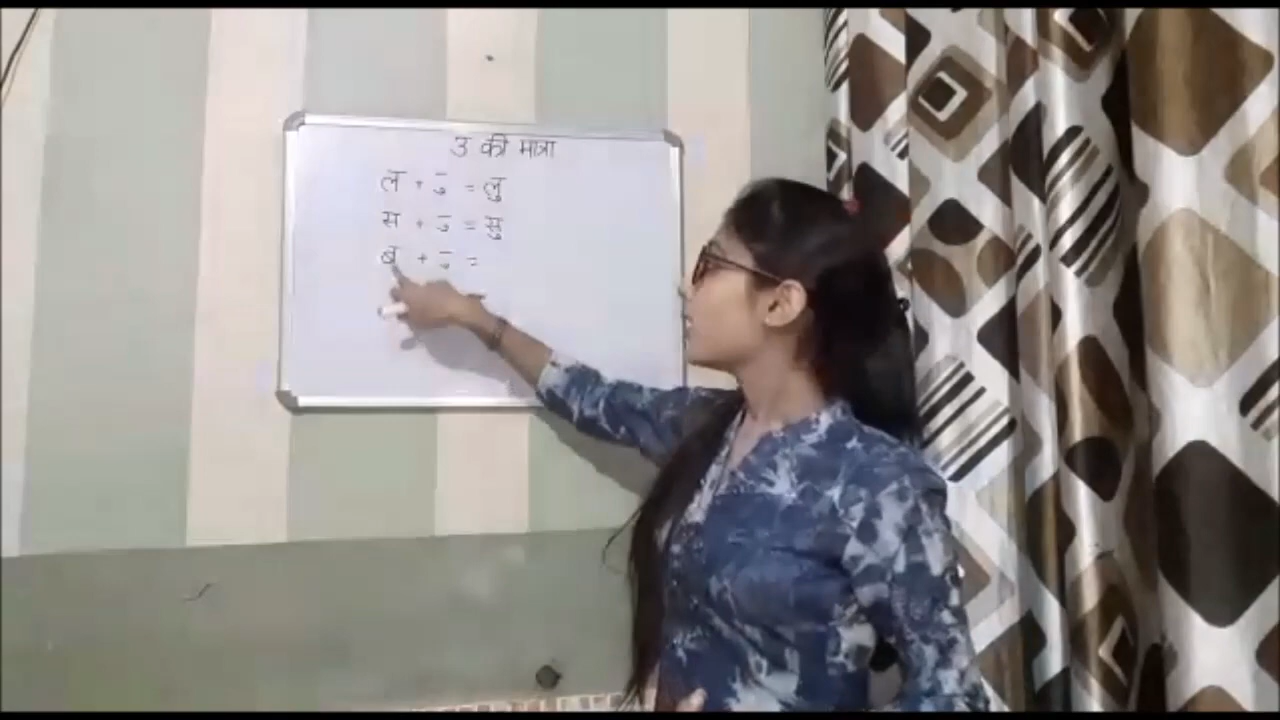 उ की मात्रा
ल + ु = लु
स + ु = सु
ब + ु =